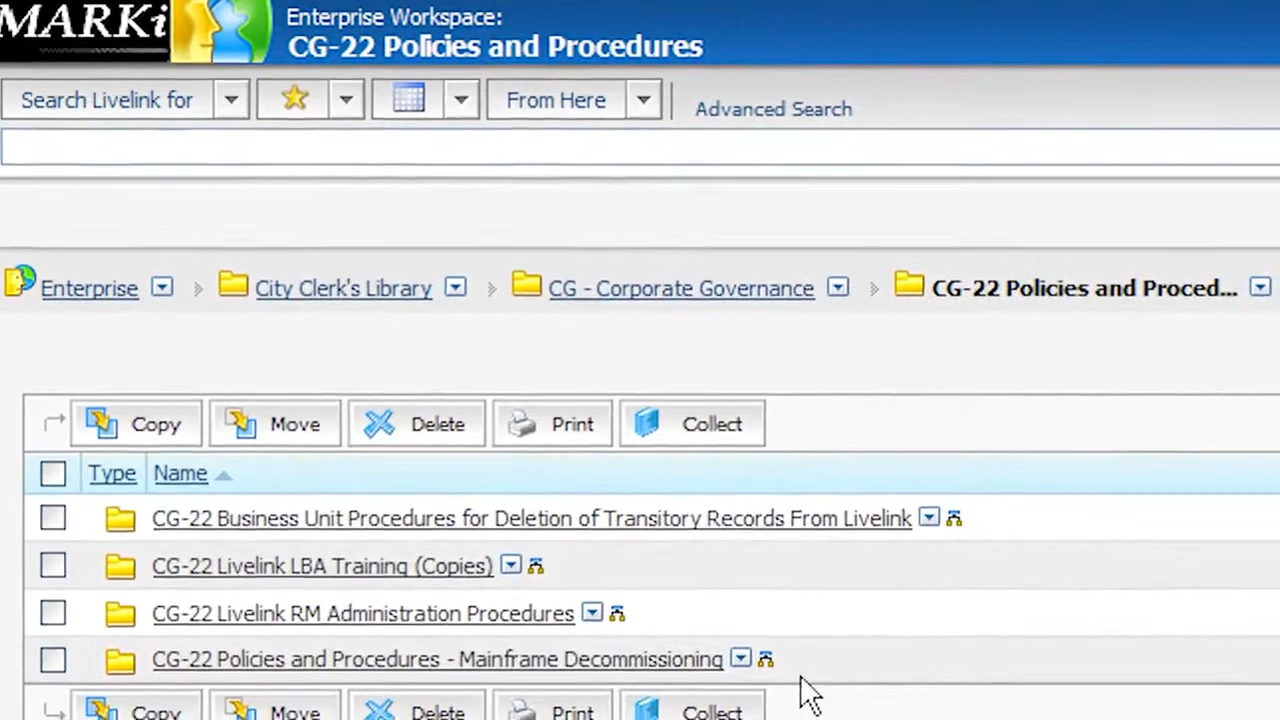 MARKi
Enterprise Workspace:
CG-22 Policies and Procedures
Search Livelink for From Here Advanced Search
Enterprise City Clerk's Library CG - Corporate Governance CG-22 Policies and Proced...
Copy Move Delete Print Collect
Type Name
CG-22 Business Unit Procedures for Deletion of Transitory Records From Livelink
CG-22 Livelink LBA Training (Copies)
CG-22 Livelink RM Administration Procedures
CG-22 Policies and Procedures - Mainframe Decommissioning
Copy Move Delete Print Collect